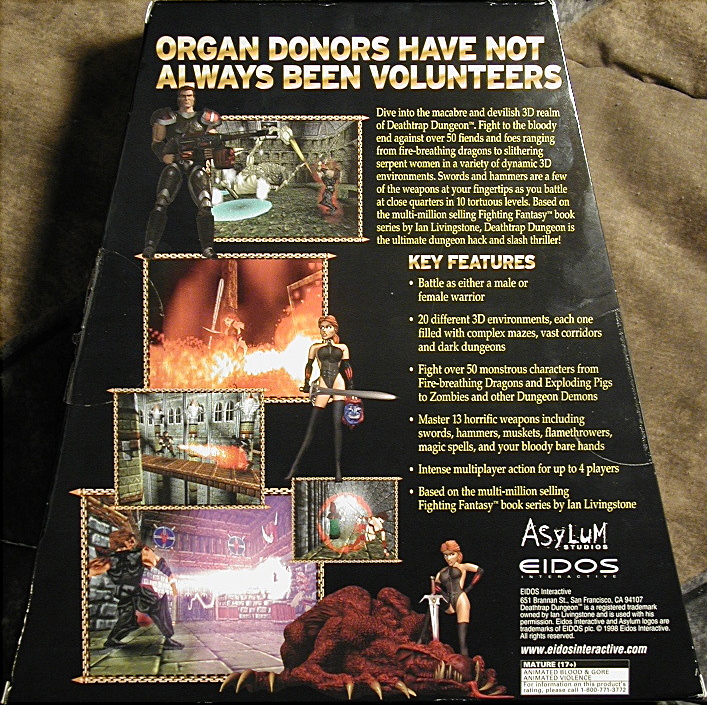 ORGAN DONORS HAVE NOT
ALWAYS BEEN VOLUNTEERS
Dive into the macabre and devilish 3D realm
of Deathtrap Dungeon™. Fight to the bloody
end against over 50 fiends and foes ranging
from fire-breathing dragons to slithering
serpent women in a variety of dynamic 3D
environments. Swords and hammers are a few
of the weapons at your fingertips as you battle
at close quarters in 10 tortuous levels. Based on
the multi-million selling Fighting Fantasy™ book
series by Ian Livingstone, Deathtrap Dungeon is
the ultimate dungeon hack and slash thriller!
KEY FEATURES
• Battle as either a male or
female warrior
• 20 different 3D environments, each one
filled with complex mazes, vast corridors
and dark dungeons
• Fight over 50 monstrous characters from
Fire-breathing Dragons and Exploding Pigs
to Zombies and other Dungeon Demons
• Master 13 horrific weapons including
swords, hammers, muskets, flamethrowers,
magic spells, and your bloody bare hands
• Intense multiplayer action for up to 4 players
• Based on the multi-million selling
Fighting Fantasy™ book series by Ian Livingstone
ASYLUM
STUDIOS
EIDOS
INTERACTIVE
EIDOS Interactive
651 Brannan St., San Francisco, CA 94107
Deathtrap Dungeon™ is a registered trademark
owned by Ian Livingstone and is used with his
permission. Eidos Interactive and Asylum logos are
trademarks of EIDOS plc. © 1998 Eidos Interactive.
All rights reserved.
www.eidosinteractive.com
MATURE (17+)
ANIMATED BLOOD & GORE
ANIMATED VIOLENCE
For information on this product's
rating, please call 1-800-771-3772